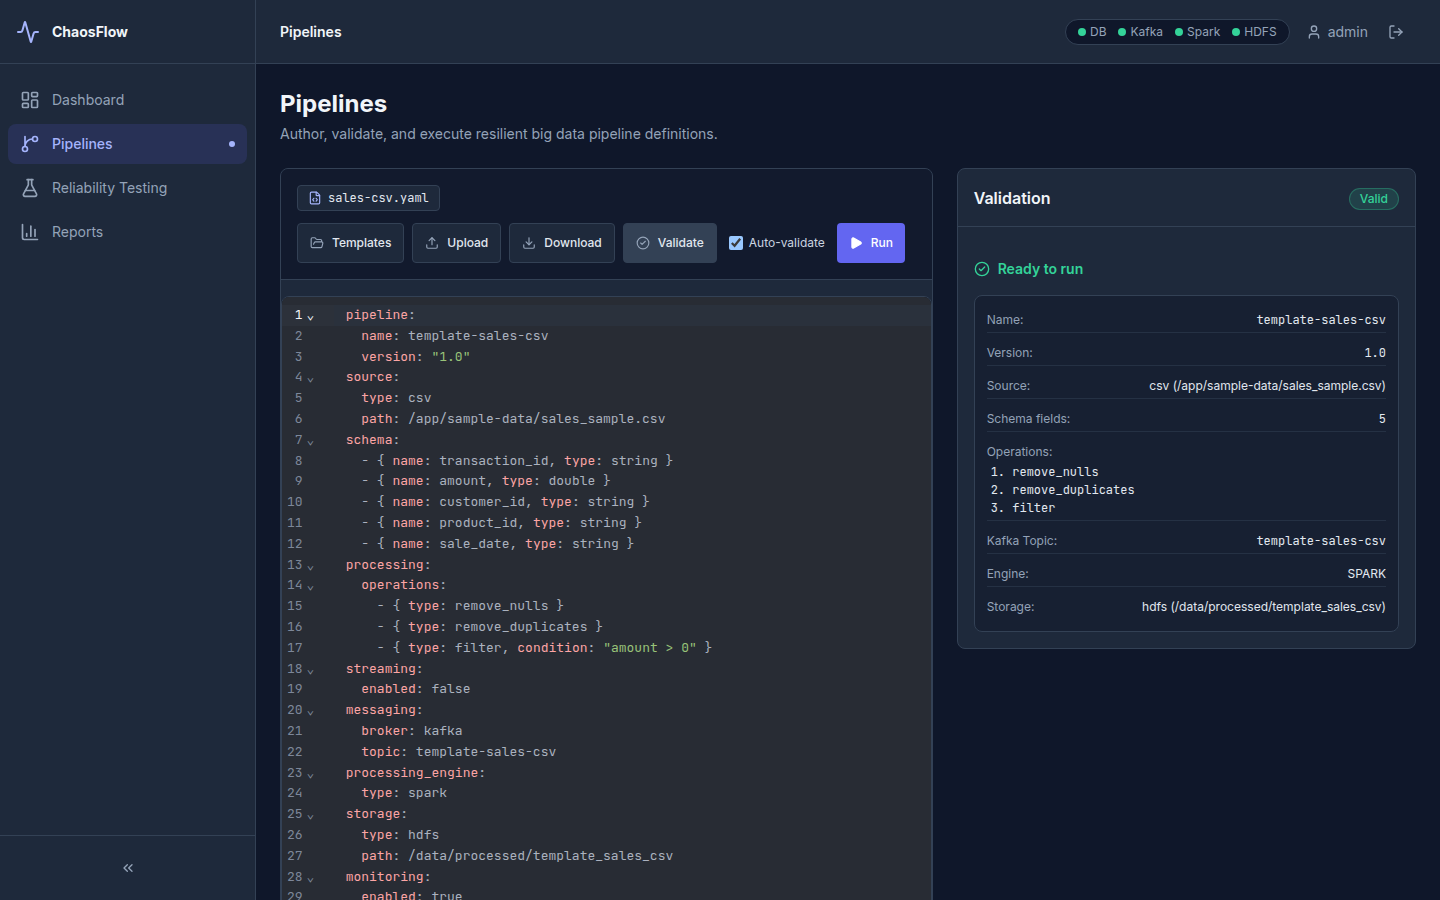 ChaosFlow
Pipelines
DB Kafka Spark HDFS
admin
Dashboard
Pipelines
Reliability Testing
Reports
Pipelines
Author, validate, and execute resilient big data pipeline definitions.
sales-csv.yaml
Templates Upload Download Validate Auto-validate Run
1 pipeline:
2 name: template-sales-csv
3 version: "1.0"
4 source:
5 type: csv
6 path: /app/sample-data/sales_sample.csv
7 schema:
8 - { name: transaction_id, type: string }
9 - { name: amount, type: double }
10 - { name: customer_id, type: string }
11 - { name: product_id, type: string }
12 - { name: sale_date, type: string }
13 processing:
14 operations:
15 - { type: remove_nulls }
16 - { type: remove_duplicates }
17 - { type: filter, condition: "amount > 0" }
18 streaming:
19 enabled: false
20 messaging:
21 broker: kafka
22 topic: template-sales-csv
23 processing_engine:
24 type: spark
25 storage:
26 type: hdfs
27 path: /data/processed/template_sales_csv
28 monitoring:
29 enabled: true
Validation
Valid
Ready to run
Name: template-sales-csv
Version: 1.0
Source: csv (/app/sample-data/sales_sample.csv)
Schema fields: 5
Operations:
1. remove_nulls
2. remove_duplicates
3. filter
Kafka Topic: template-sales-csv
Engine: SPARK
Storage: hdfs (/data/processed/template_sales_csv)